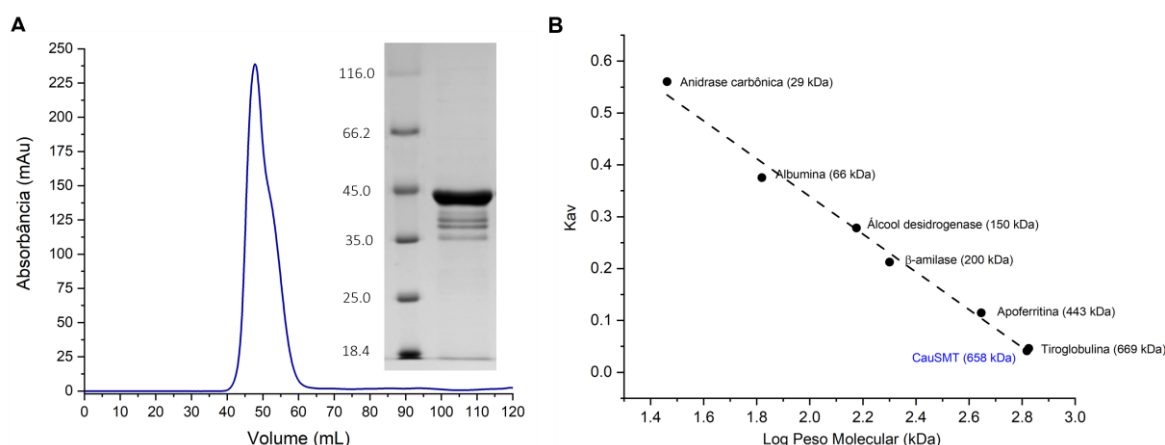 A
250
225
200
175
150
125
100
75
50
25
0
Absorbância (mAu)
0 10 20 30 40 50 60 70 80 90 100 110 120
Volume (mL)
116.0
66.2
45.0
35.0
25.0
18.4
B
0.6
0.5
0.4
0.3
0.2
0.1
0.0
Kav
Anidrase carbônica (29 kDa)
Albumina (66 kDa)
Álcool desidrogenase (150 kDa)
β-amilase (200 kDa)
Apoferritina (443 kDa)
Tiroglobulina (669 kDa)
CauSMT (658 kDa)
1.4 1.6 1.8 2.0 2.2 2.4 2.6 2.8 3.0
Log Peso Molecular (kDa)